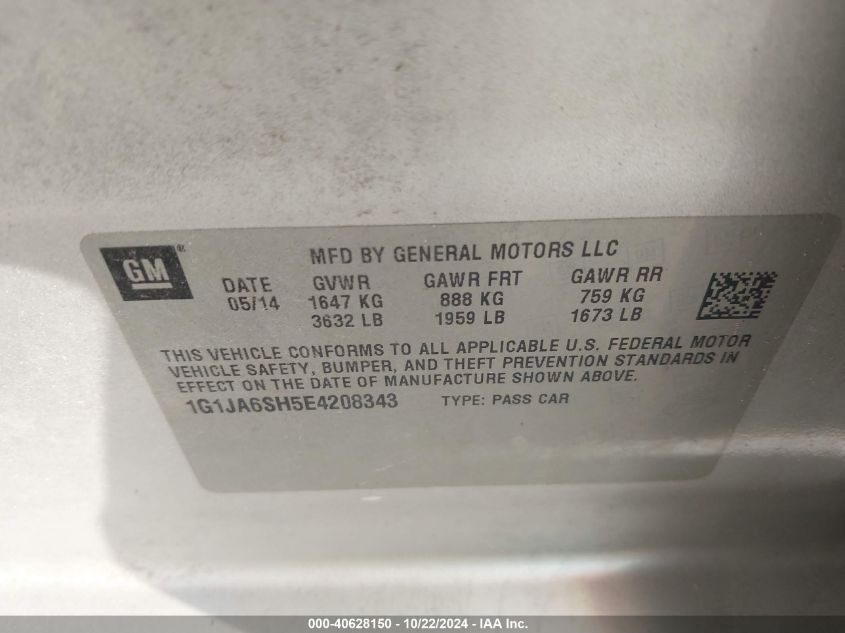 GM®
MFD BY GENERAL MOTORS LLC
DATE GVWR GAWR FRT GAWR RR
05/14 1647 KG 888 KG 759 KG
3632 LB 1959 LB 1673 LB
THIS VEHICLE CONFORMS TO ALL APPLICABLE U.S. FEDERAL MOTOR
VEHICLE SAFETY, BUMPER, AND THEFT PREVENTION STANDARDS IN
EFFECT ON THE DATE OF MANUFACTURE SHOWN ABOVE.
1G1JA6SH5E4208343 TYPE: PASS CAR
000-40628150 - 10/22/2024 - IAA Inc.